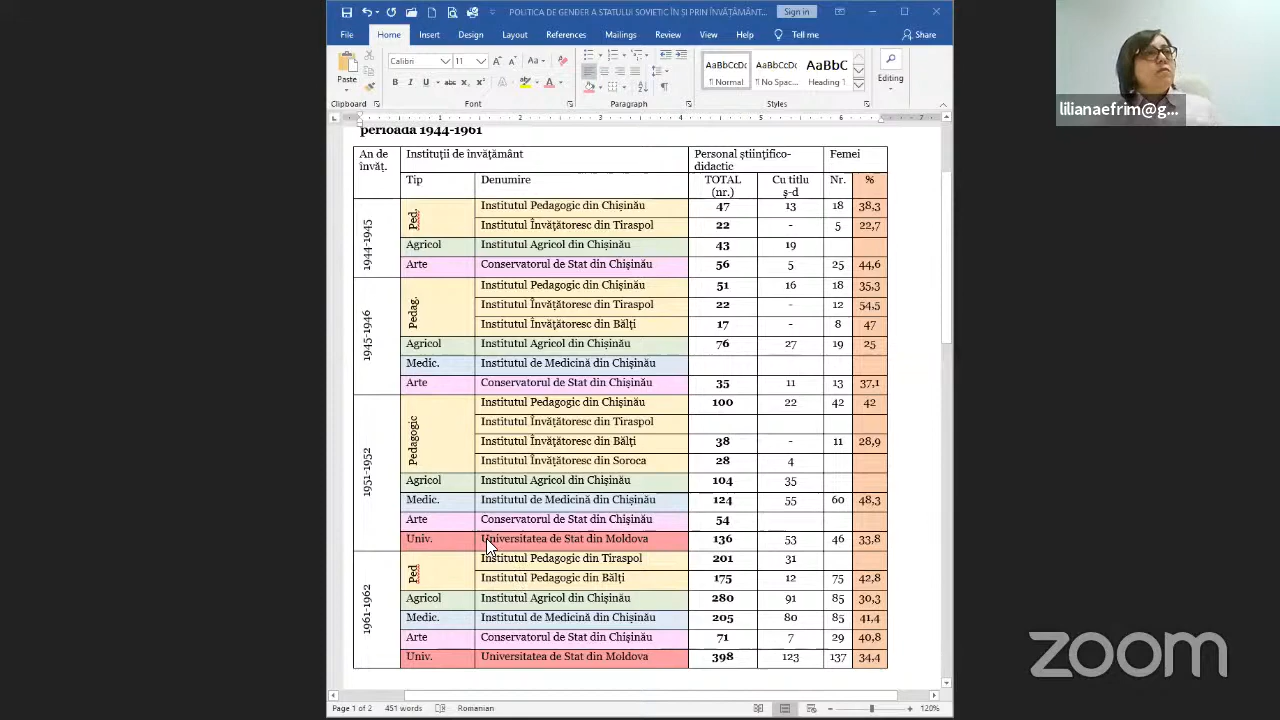 POLITICA DE GENDER A STATULUI SOVIETIC ÎN ȘI PRIN ÎNVĂȚĂMÂNT...
Sign in
File Home Insert Design Layout References Mailings Review View Help Tell me Share
Paste
Calibri 11
AaBbCcDc AaBbCcDc AaBbC
¶ Normal ¶ No Spac... Heading 1
Editing
Clipboard Font Paragraph Styles
lilianaefrim@g...
perioada 1944-1961
An de învăț. Instituții de învățământ Personal științifico-didactic Femei
Tip Denumire TOTAL (nr.) Cu titlu ș-d Nr. %
1944-1945 Ped. Institutul Pedagogic din Chișinău 47 13 18 38,3
Institutul Învățătoresc din Tiraspol 22 - 5 22,7
Agricol Institutul Agricol din Chișinău 43 19
Arte Conservatorul de Stat din Chișinău 56 5 25 44,6
1945-1946 Pedag. Institutul Pedagogic din Chișinău 51 16 18 35,3
Institutul Învățătoresc din Tiraspol 22 - 12 54,5
Institutul Învățătoresc din Bălți 17 - 8 47
Agricol Institutul Agricol din Chișinău 76 27 19 25
Medic. Institutul de Medicină din Chișinău
Arte Conservatorul de Stat din Chișinău 35 11 13 37,1
1951-1952 Pedagogic Institutul Pedagogic din Chișinău 100 22 42 42
Institutul Învățătoresc din Tiraspol
Institutul Învățătoresc din Bălți 38 - 11 28,9
Institutul Învățătoresc din Soroca 28 4
Agricol Institutul Agricol din Chișinău 104 35
Medic. Institutul de Medicină din Chișinău 124 55 60 48,3
Arte Conservatorul de Stat din Chișinău 54
Univ. Universitatea de Stat din Moldova 136 53 46 33,8
1961-1962 Ped Institutul Pedagogic din Tiraspol 201 31
Institutul Pedagogic din Bălți 175 12 75 42,8
Agricol Institutul Agricol din Chișinău 280 91 85 30,3
Medic. Institutul de Medicină din Chișinău 205 80 85 41,4
Arte Conservatorul de Stat din Chișinău 71 7 29 40,8
Univ. Universitatea de Stat din Moldova 398 123 137 34,4
zoom
Page 1 of 2 451 words Romanian 120%